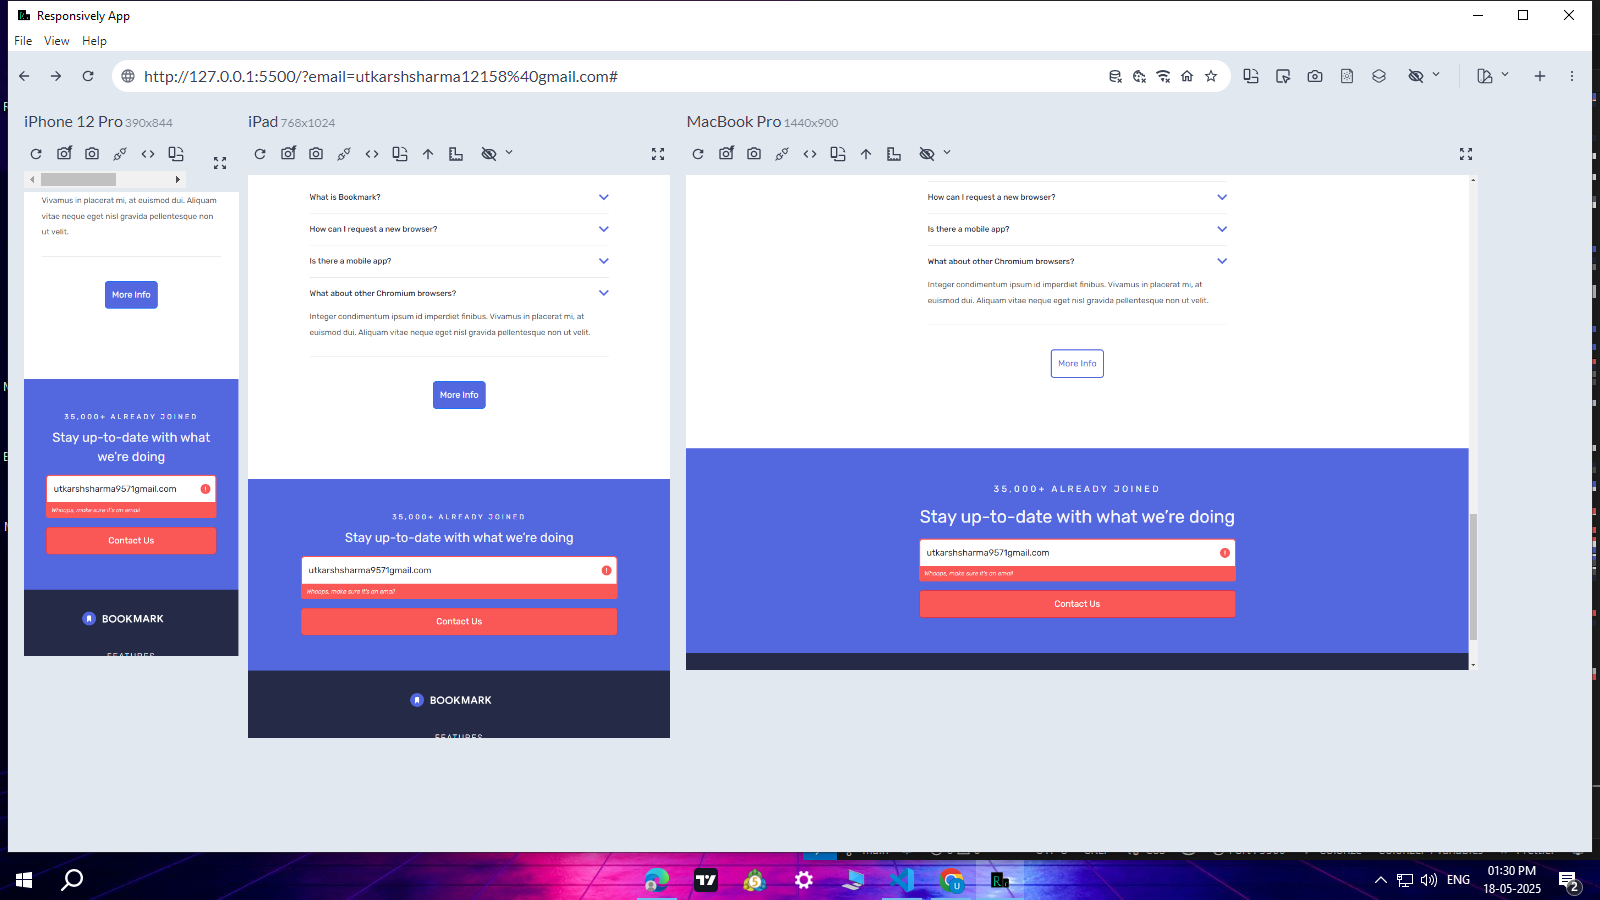 Responsively App
File View Help
http://127.0.0.1:5500/?email=utkarshsharma12158%40gmail.com#
iPhone 12 Pro 390x844
Vivamus in placerat mi, at euismod dui. Aliquam
vitae neque eget nisl gravida pellentesque non
ut velit.
More Info
35,000+ ALREADY JOINED
Stay up-to-date with what
we're doing
utkarshsharma9571gmail.com
Whoops, make sure it's an email
Contact Us
BOOKMARK
FEATURES
iPad 768x1024
What is Bookmark?
How can I request a new browser?
Is there a mobile app?
What about other Chromium browsers?
Integer condimentum ipsum id imperdiet finibus. Vivamus in placerat mi, at
euismod dui. Aliquam vitae neque eget nisl gravida pellentesque non ut velit.
More Info
35,000+ ALREADY JOINED
Stay up-to-date with what we're doing
utkarshsharma9571gmail.com
Whoops, make sure it's an email
Contact Us
BOOKMARK
FEATURES
MacBook Pro 1440x900
How can I request a new browser?
Is there a mobile app?
What about other Chromium browsers?
Integer condimentum ipsum id imperdiet finibus. Vivamus in placerat mi, at
euismod dui. Aliquam vitae neque eget nisl gravida pellentesque non ut velit.
More Info
35,000+ ALREADY JOINED
Stay up-to-date with what we're doing
utkarshsharma9571gmail.com
Whoops, make sure it's an email
Contact Us
ENG
01:30 PM
18-05-2025
2